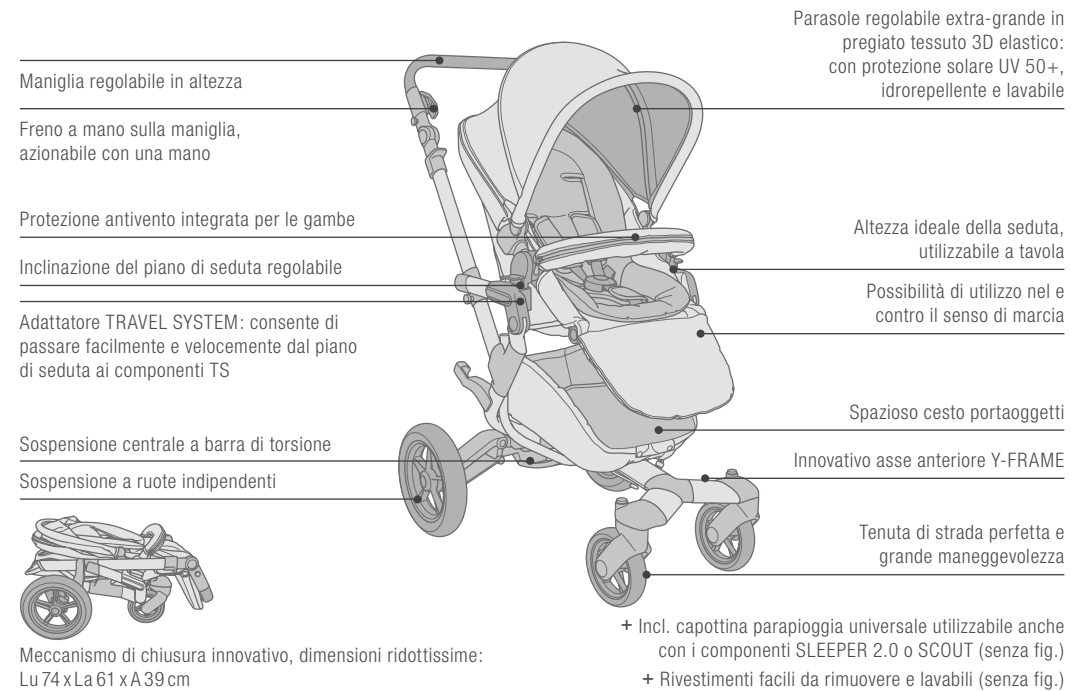 Maniglia regolabile in altezza
Freno a mano sulla maniglia,
azionabile con una mano
Protezione antivento integrata per le gambe
Inclinazione del piano di seduta regolabile
Adattatore TRAVEL SYSTEM: consente di
passare facilmente e velocemente dal piano
di seduta ai componenti TS
Sospensione centrale a barra di torsione
Sospensione a ruote indipendenti
Meccanismo di chiusura innovativo, dimensioni ridottissime:
Lu 74 x La 61 x A 39 cm
Parasole regolabile extra-grande in
pregiato tessuto 3D elastico:
con protezione solare UV 50+,
idrorepellente e lavabile
Altezza ideale della seduta,
utilizzabile a tavola
Possibilità di utilizzo nel e
contro il senso di marcia
Spazioso cesto portaoggetti
Innovativo asse anteriore Y-FRAME
Tenuta di strada perfetta e
grande maneggevolezza
+ Incl. capottina parapioggia universale utilizzabile anche
con i componenti SLEEPER 2.0 o SCOUT (senza fig.)
+ Rivestimenti facili da rimuovere e lavabili (senza fig.)